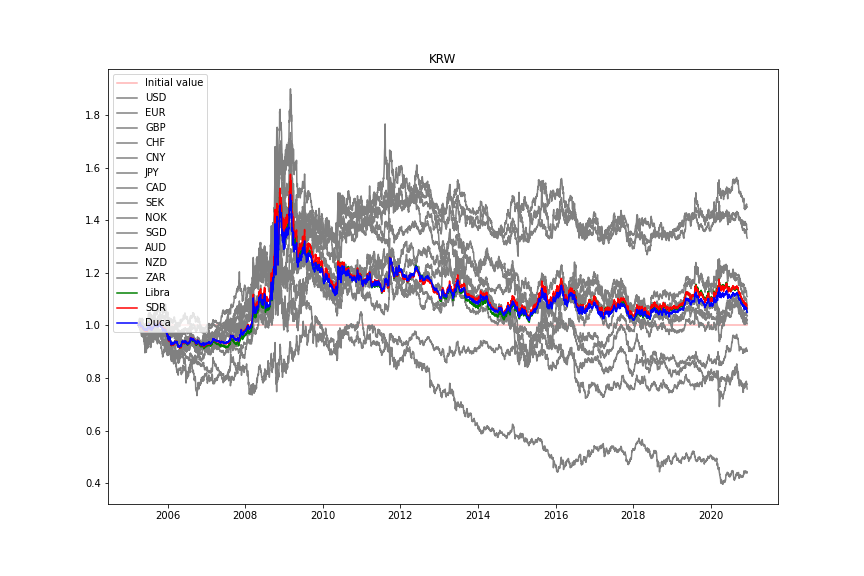 KRW
Initial value
USD
EUR
GBP
CHF
CNY
JPY
CAD
SEK
NOK
SGD
AUD
NZD
ZAR
Libra
SDR
Duca
1.8
1.6
1.4
1.2
1.0
0.8
0.6
0.4
2006 2008 2010 2012 2014 2016 2018 2020